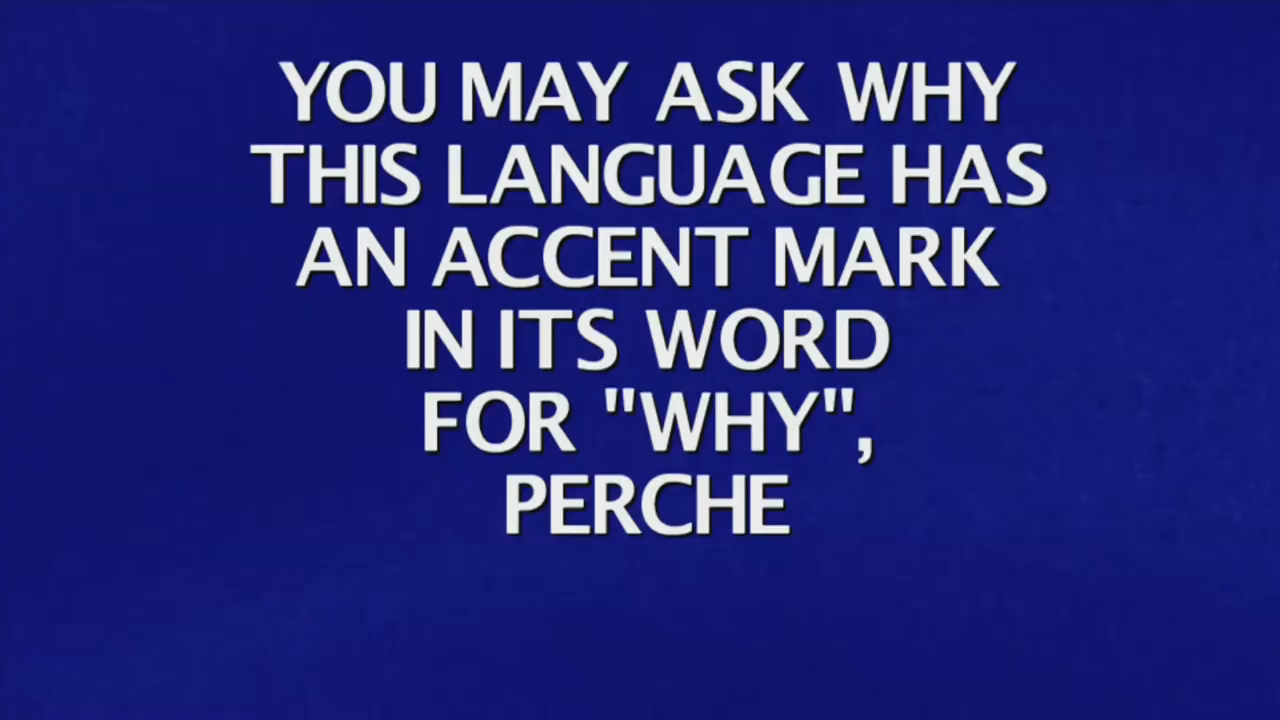 YOU MAY ASK WHY
THIS LANGUAGE HAS
AN ACCENT MARK
IN ITS WORD
FOR "WHY",
PERCHE